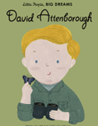 Little People, BIG DREAMS
David Attenborough